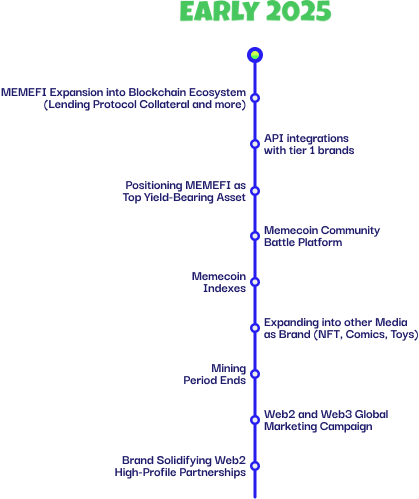 EARLY 2025
MEMEFI Expansion into Blockchain Ecosystem
(Lending Protocol Collateral and more)
API integrations
with tier 1 brands
Positioning MEMEFI as
Top Yield-Bearing Asset
Memecoin Community
Battle Platform
Memecoin
Indexes
Expanding into other Media
as Brand (NFT, Comics, Toys)
Mining
Period Ends
Web2 and Web3 Global
Marketing Campaign
Brand Solidifying Web2
High-Profile Partnerships